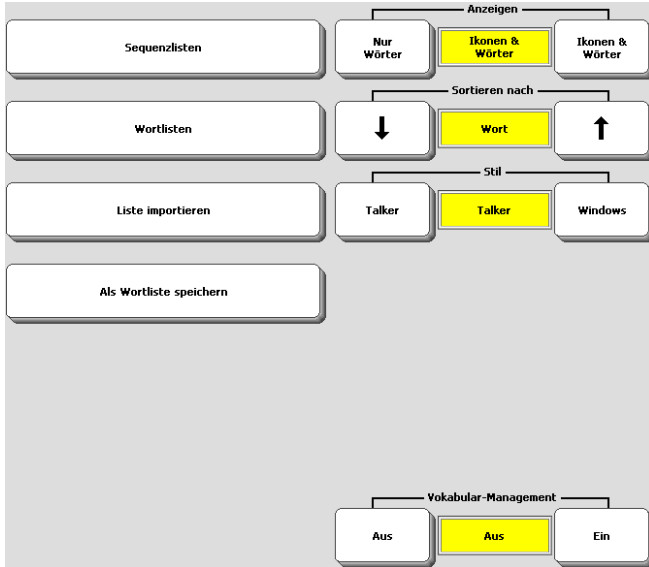 Anzeigen
Sequenzlisten
Nur
Wörter
Ikonen &
Wörter
Ikonen &
Wörter
Sortieren nach
Wortlisten
Wort
Stil
Liste importieren
Talker
Talker
Windows
Als Wortliste speichern
Vokabular-Management
Aus
Aus
Ein